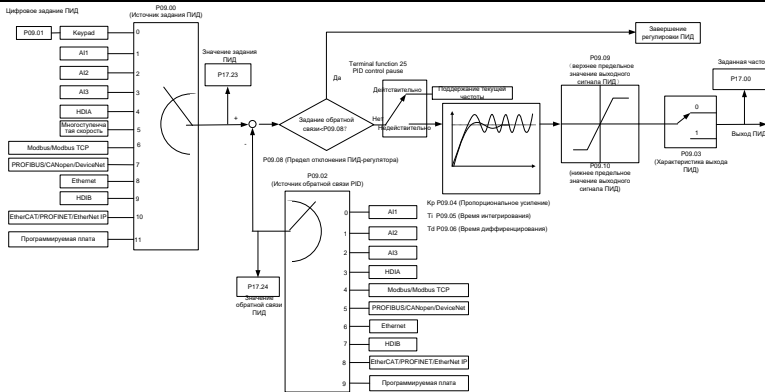 Цифровое задание ПИД
P09.00
(Источник задания ПИД)
P09.01
Keypad
0
AI1
1
AI2
2
AI3
3
HDIA
4
Многоступенча
тая скорость
5
Modbus/Modbus TCP
6
PROFIBUS/CANopen/DeviceNet
7
Ethernet
8
HDIB
9
EtherCAT/PROFINET/EtherNet IP
10
Программируемая плата
11
Значение задания
ПИД
P17.23
+
-
Задание обратной
связи<P09.08?
Да
Нет
P09.08 (Предел отклонения ПИД-регулятора)
Terminal function 25
PID control pause
Действительно
Недействительно
Поддержание текущей
частоты
Завершение
регулировки ПИД
Kp P09.04 (Пропорциональное усиление)
Ti P09.05 (Время интегрирования)
Td P09.06 (Время дифференцирования)
P09.09
(верхнее предельное
значение выходного
сигнала ПИД)
P09.10
(нижнее предельное
значение выходного
сигнала ПИД)
0
1
P09.03
(Характеристика выхода
ПИД)
Заданная часто
P17.00
Выход ПИД
P09.02
(Источник обратной связи PID)
0
AI1
1
AI2
2
AI3
3
HDIA
4
Modbus/Modbus TCP
5
PROFIBUS/CANopen/DeviceNet
6
Ethernet
7
HDIB
8
EtherCAT/PROFINET/EtherNet IP
9
Программируемая плата
P17.24
Значение
обратной связи
ПИД